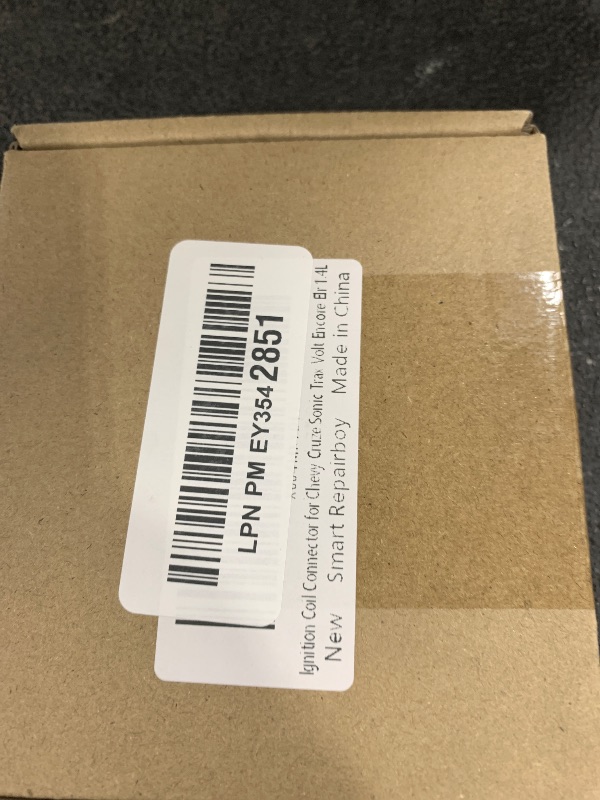 LPN PM EY3542851
Ignition Coil Connector for Chevy Cruze Sonic Trax Volt Encore Elr 1.4L
New Smart Repairboy Made in China